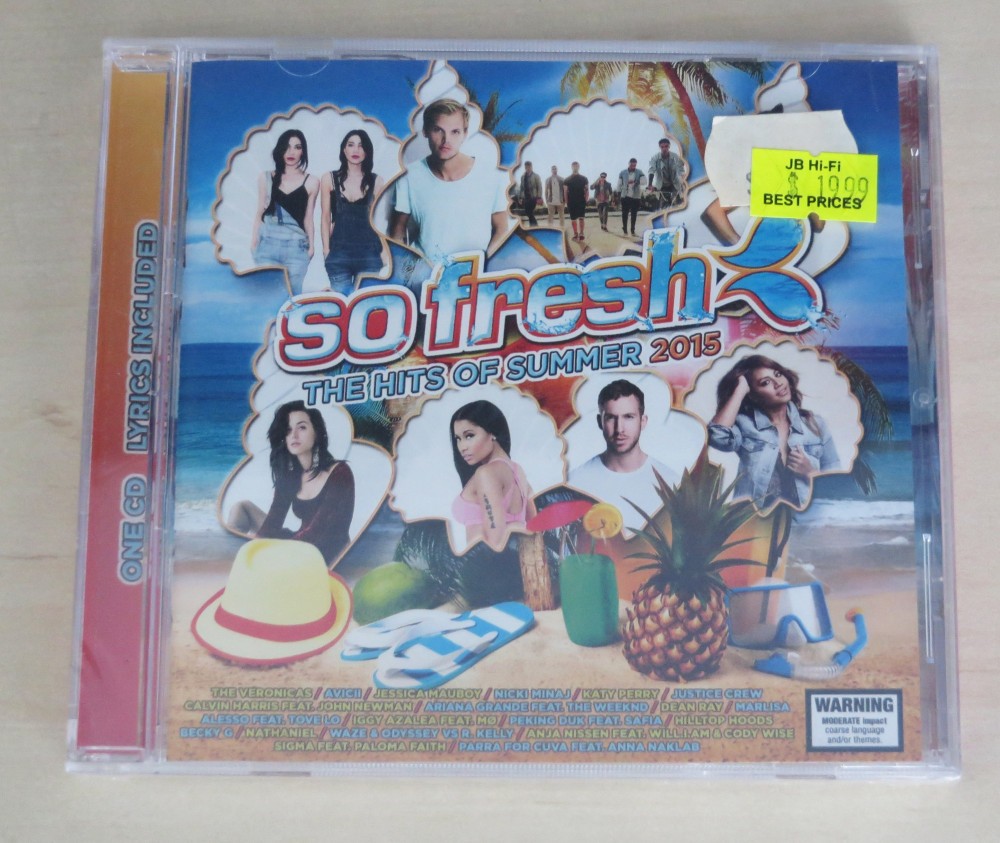 ONE CD LYRICS INCLUDED
JB Hi-Fi
$ 19.99
BEST PRICES
so fresh
THE HITS OF SUMMER 2015
THE VERONICAS / AVICII / JESSICA MAUBOY / NICKI MINAJ / KATY PERRY / JUSTICE CREW
CALVIN HARRIS FEAT. JOHN NEWMAN / ARIANA GRANDE FEAT. THE WEEKND / DEAN RAY / MARLISA
ALESSO FEAT. TOVE LO / IGGY AZALEA FEAT. MØ / PEKING DUK FEAT. SAFIA / HILLTOP HOODS
BECKY G. / NATHANIEL / WAZE & ODYSSEY VS R. KELLY / ANJA NISSEN FEAT. WILL.I.AM & CODY WISE
SIGMA FEAT. PALOMA FAITH / PARRA FOR CUVA FEAT. ANNA NAKLAB
WARNING
MODERATE impact
coarse language
and/or themes.